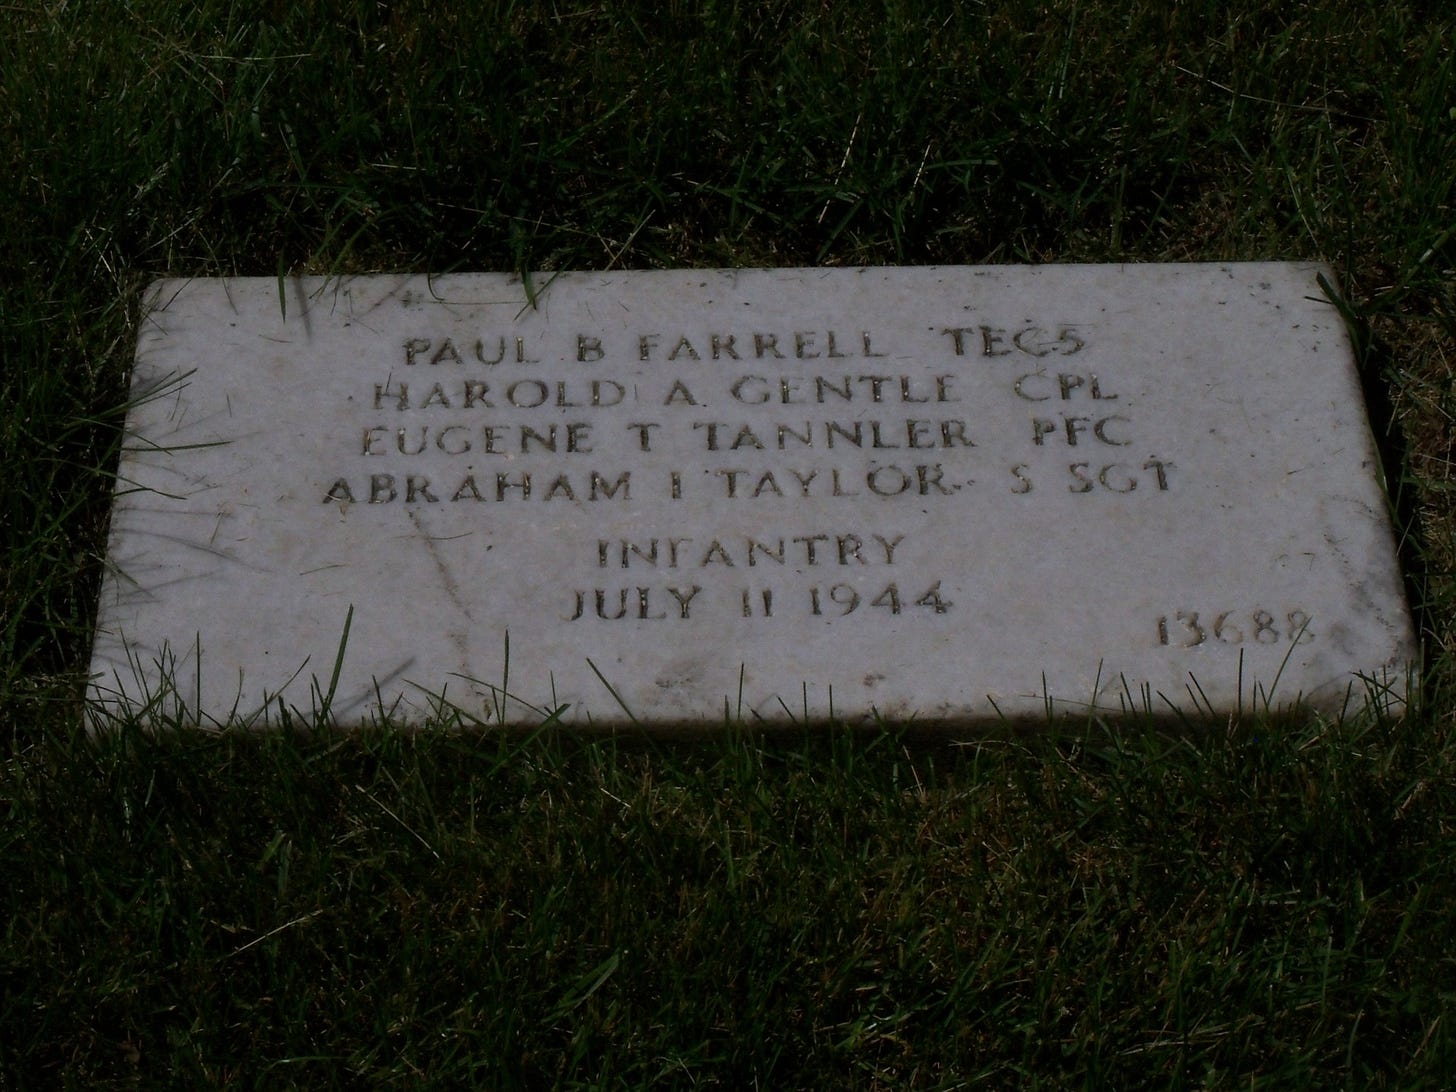 PAUL B FARRELL TEC5
HAROLD A GENTLE CPL
EUGENE T TANNLER PFC
ABRAHAM I TAYLOR S SGT
INFANTRY
JULY 11 1944
13688